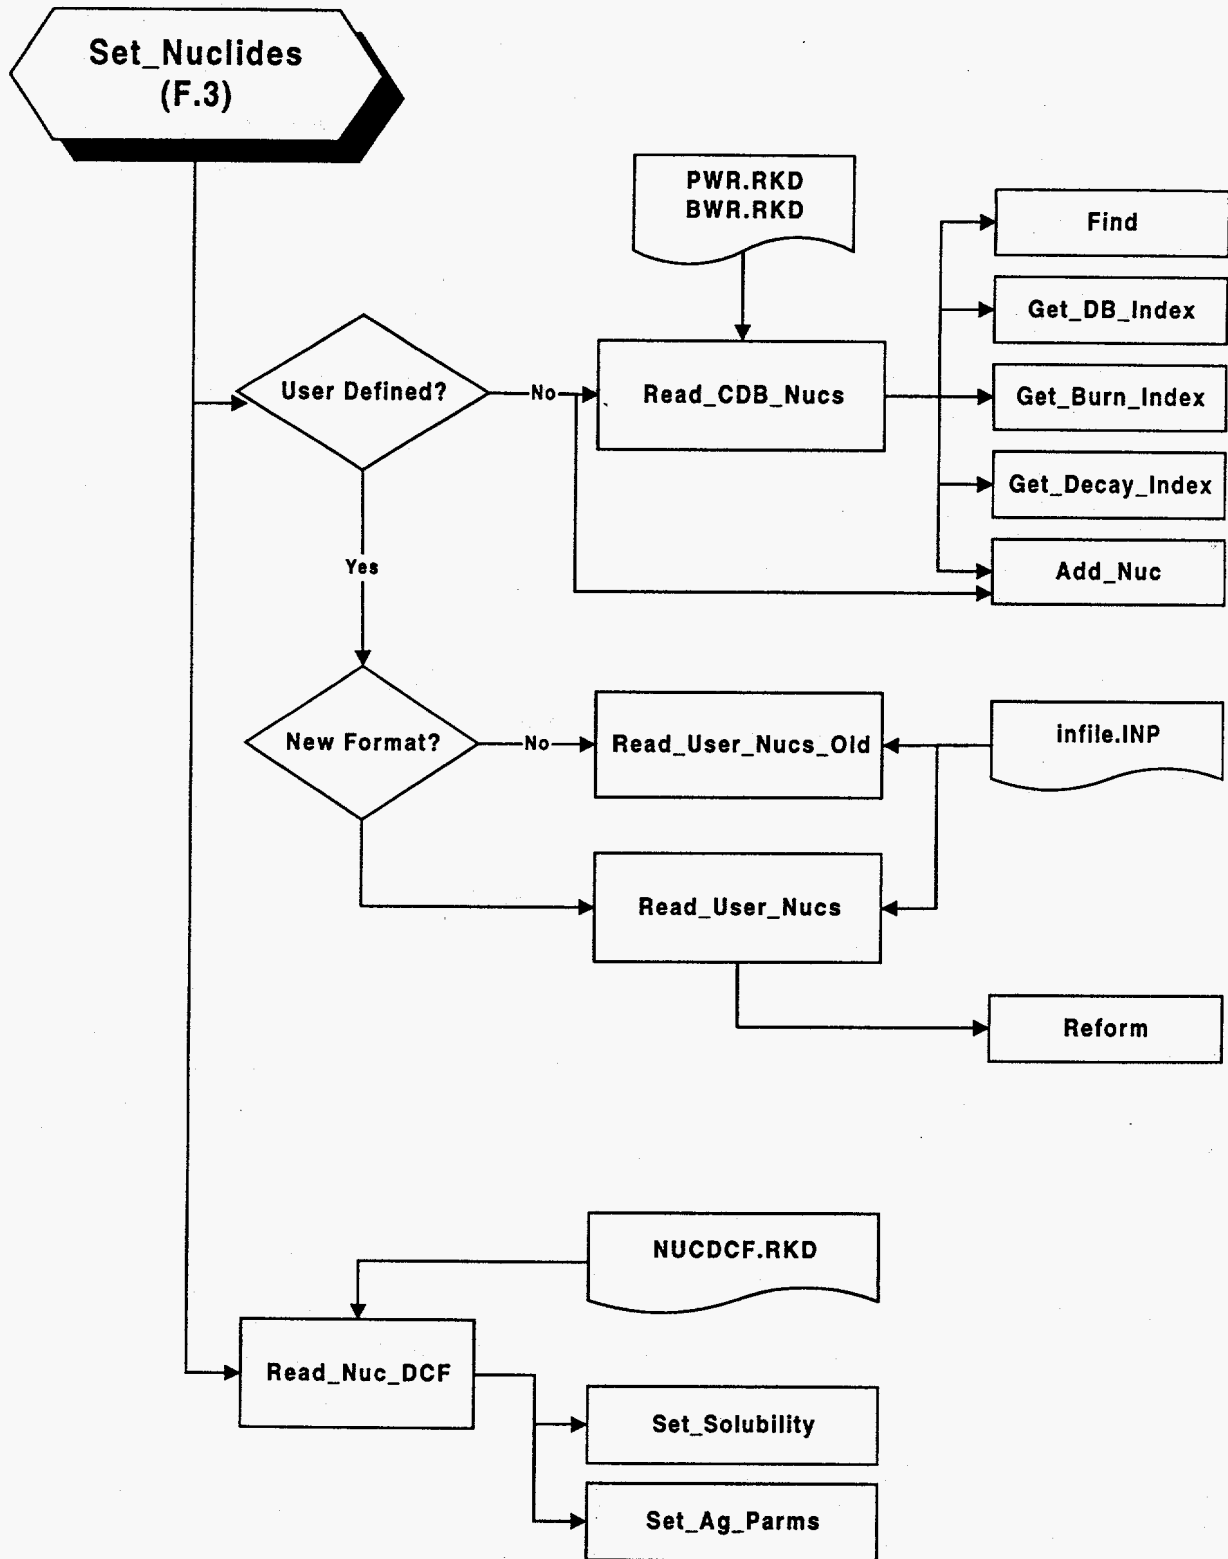 Set_Nuclides
(F.3)
PWR.RKD
BWR.RKD
Find
Get_DB_Index
User Defined?
No
Read_CDB_Nucs
Get_Burn_Index
Get_Decay_Index
Yes
Add_Nuc
New Format?
No
Read_User_Nucs_Old
infile.INP
Read_User_Nucs
Reform
NUCDCF.RKD
Read_Nuc_DCF
Set_Solubility
Set_Ag_Parms